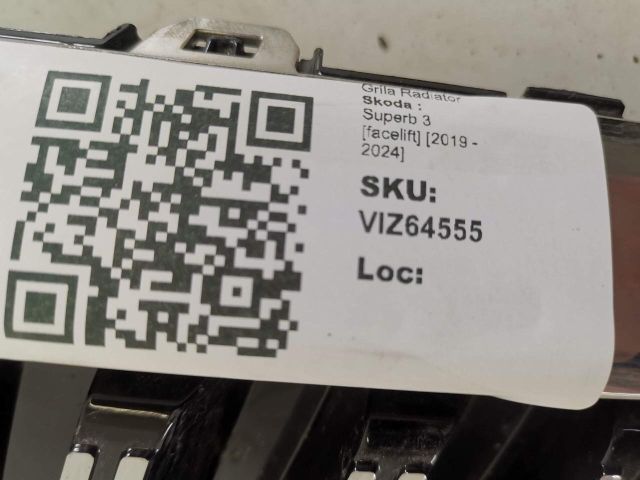 Grila Radiator
Skoda :
Superb 3
[facelift] [2019 -
2024]
SKU:
VIZ64555
Loc: